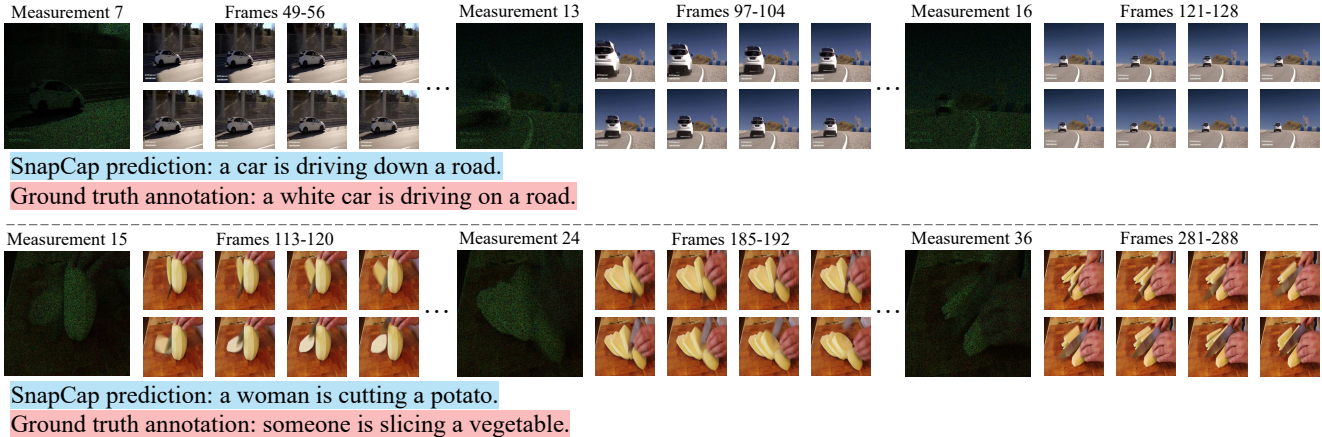 Measurement 7 Frames 49-56 Measurement 13 Frames 97-104 Measurement 16 Frames 121-128
... ...
SnapCap prediction: a car is driving down a road.
Ground truth annotation: a white car is driving on a road.
Measurement 15 Frames 113-120 Measurement 24 Frames 185-192 Measurement 36 Frames 281-288
... ...
SnapCap prediction: a woman is cutting a potato.
Ground truth annotation: someone is slicing a vegetable.